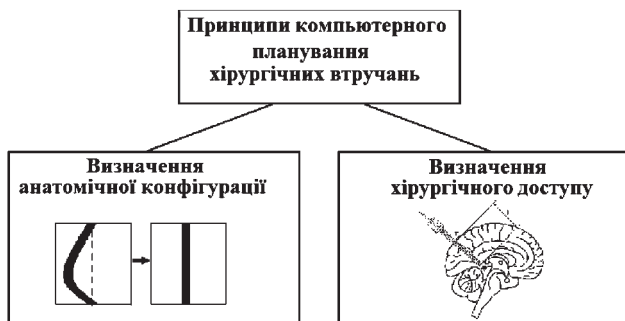 Принципи компьютерного
планування
хірургічних втручань
Визначення
анатомічної конфігурації
Визначення
хірургічного доступу